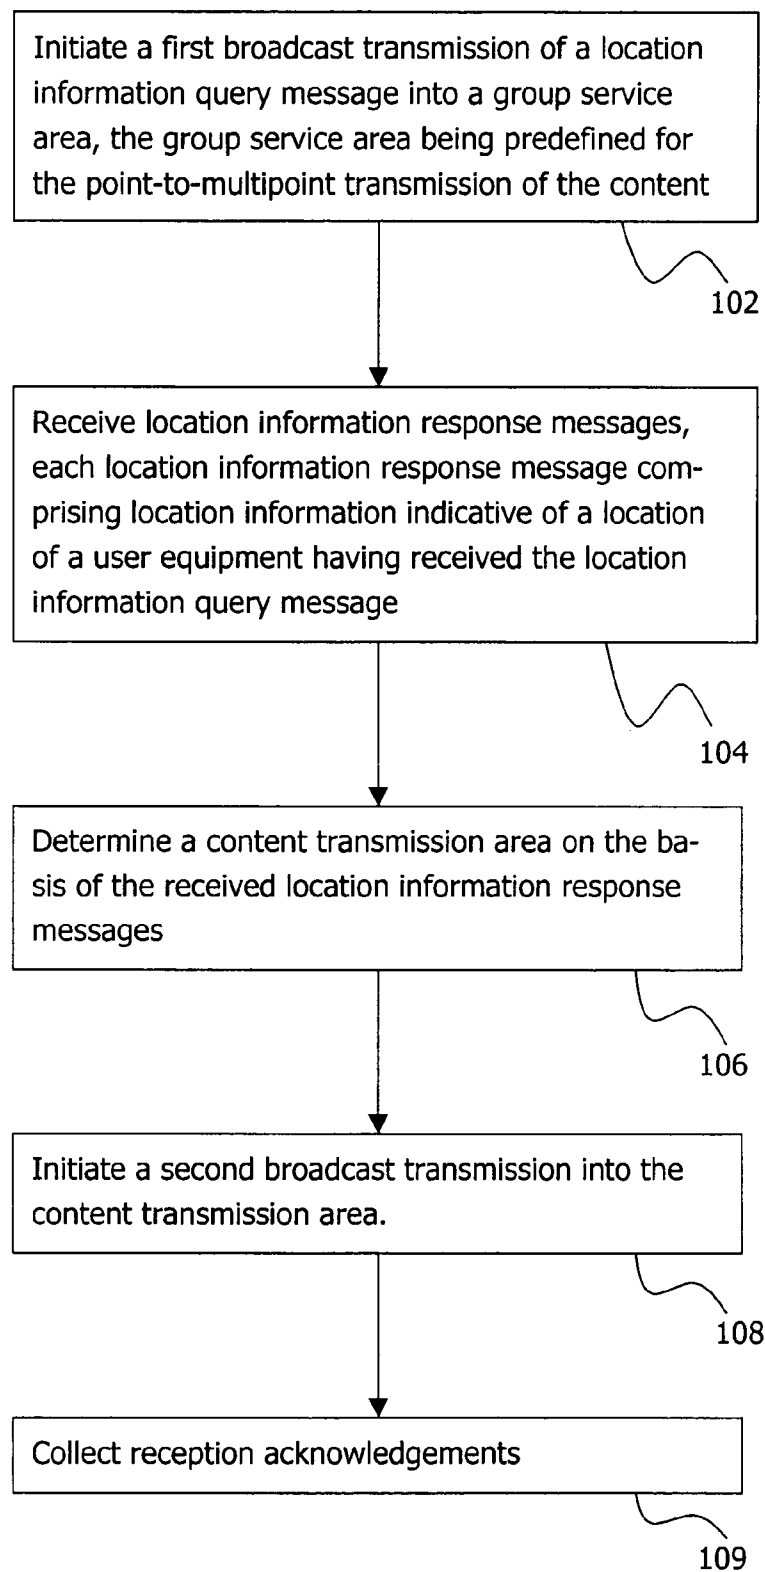 Initiate a first broadcast transmission of a location
information query message into a group service
area, the group service area being predefined for
the point-to-multipoint transmission of the content
102
Receive location information response messages,
each location information response message com-
prising location information indicative of a location
of a user equipment having received the location
information query message
104
Determine a content transmission area on the ba-
sis of the received location information response
messages
106
Initiate a second broadcast transmission into the
content transmission area.
108
Collect reception acknowledgements
109